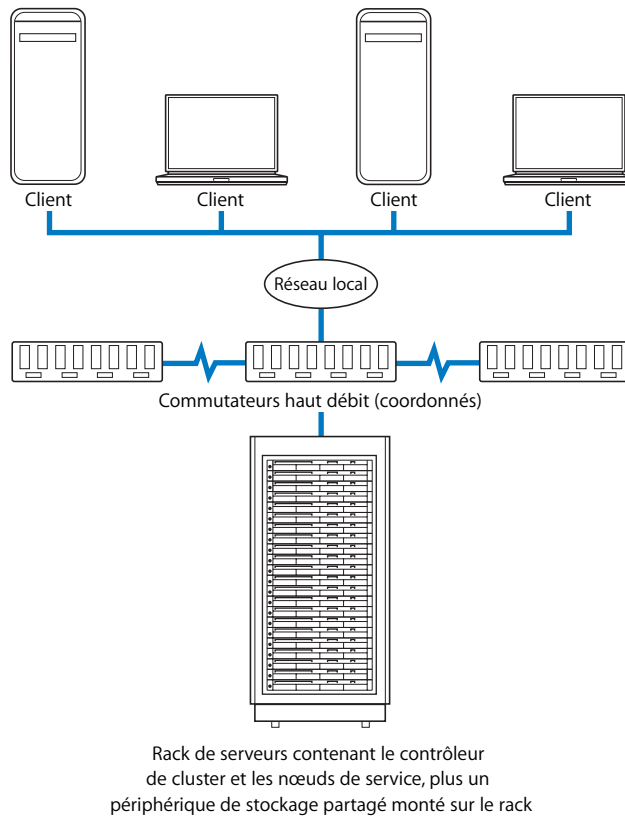 Client
Client
Client
Client
Réseau local
Commutateurs haut débit (coordonnés)
Rack de serveurs contenant le contrôleur
de cluster et les nœuds de service, plus un
périphérique de stockage partagé monté sur le rack